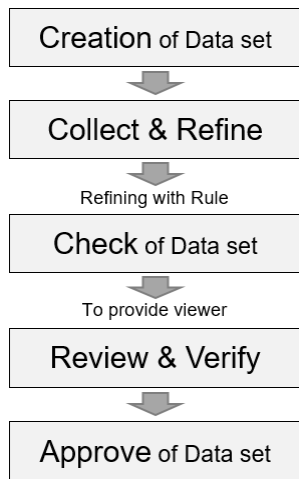 Creation of Data set
Collect & Refine
Refining with Rule
Check of Data set
To provide viewer
Review & Verify
Approve of Data set